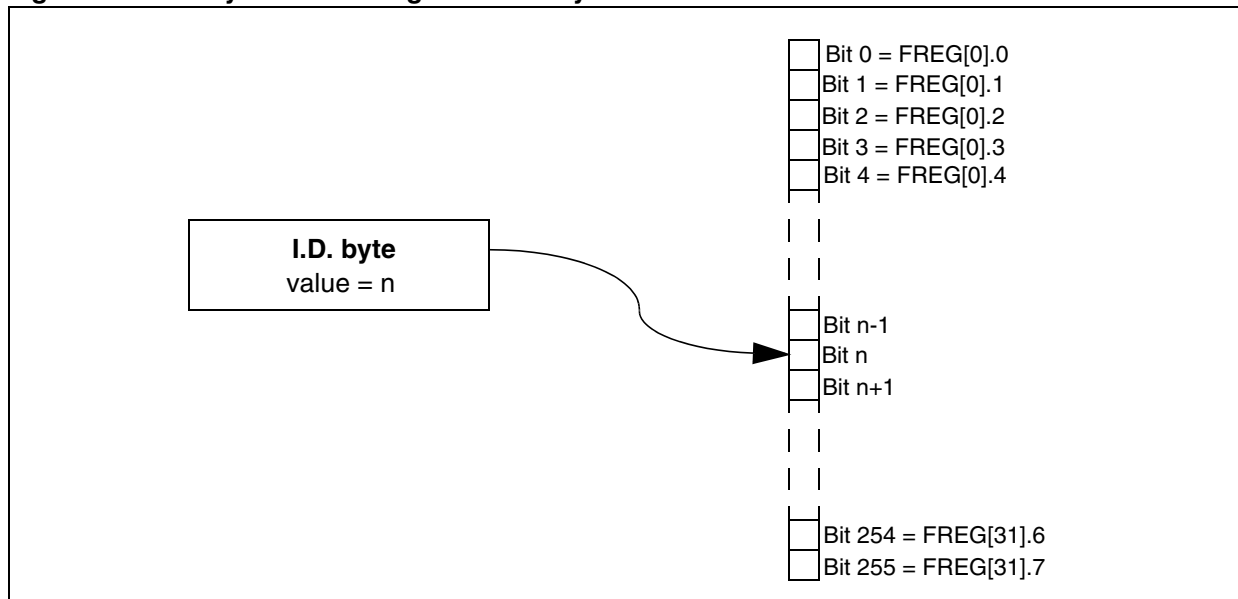 Bit 0 = FREG[0].0
Bit 1 = FREG[0].1
Bit 2 = FREG[0].2
Bit 3 = FREG[0].3
Bit 4 = FREG[0].4
I.D. byte
value = n
Bit n-1
Bit n
Bit n+1
Bit 254 = FREG[31].6
Bit 255 = FREG[31].7